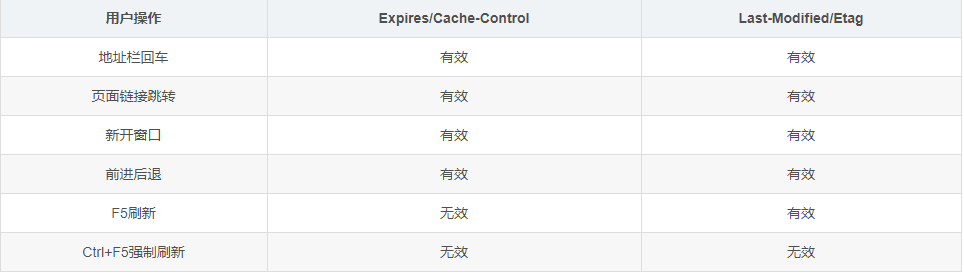 用户操作 Expires/Cache-Control Last-Modified/Etag
地址栏回车 有效 有效
页面链接跳转 有效 有效
新开窗口 有效 有效
前进后退 有效 有效
F5刷新 无效 有效
Ctrl+F5强制刷新 无效 无效